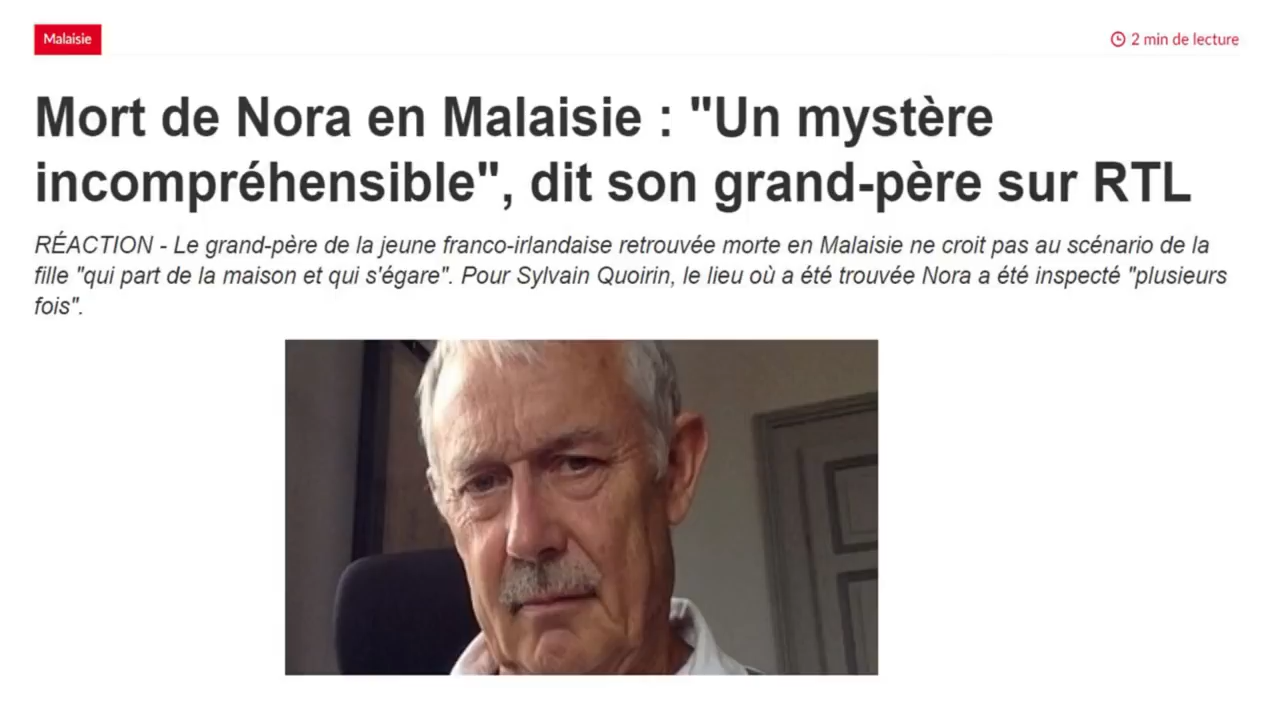 Malaisie
2 min de lecture
Mort de Nora en Malaisie : "Un mystère
incompréhensible", dit son grand-père sur RTL
RÉACTION - Le grand-père de la jeune franco-irlandaise retrouvée morte en Malaisie ne croit pas au scénario de la
fille "qui part de la maison et qui s'égare". Pour Sylvain Quoirin, le lieu où a été trouvée Nora a été inspecté "plusieurs
fois".